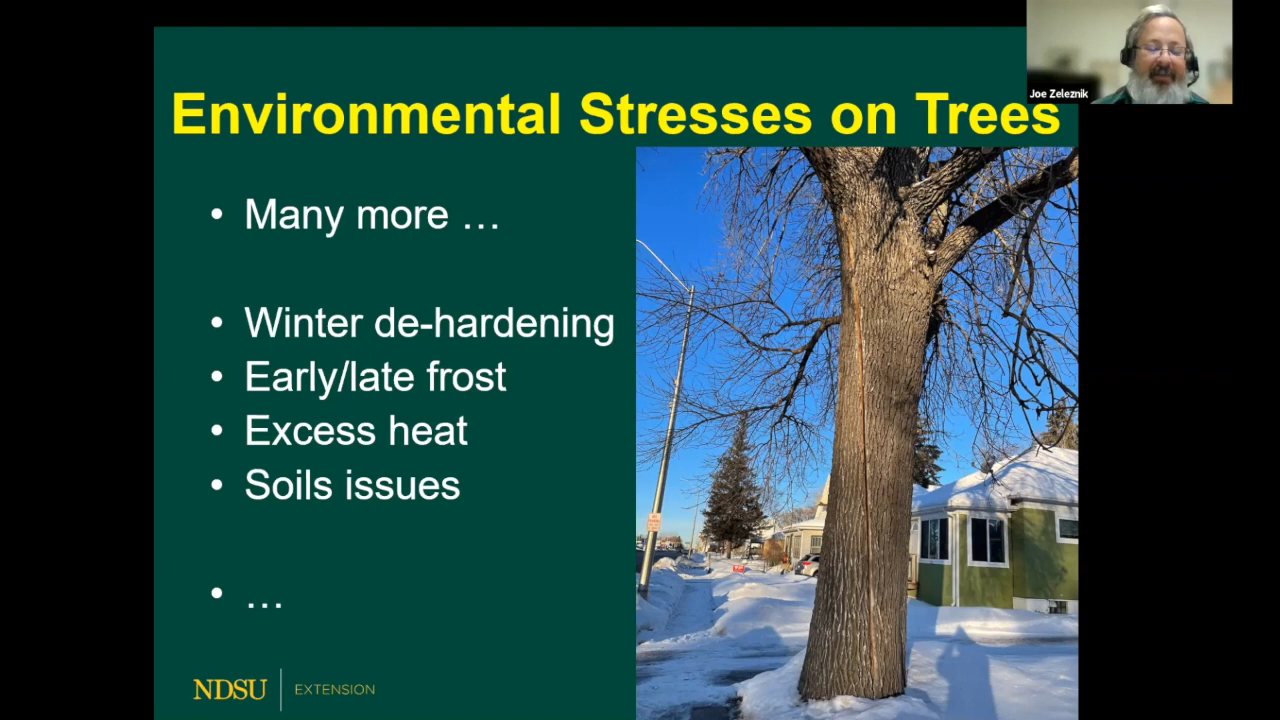 Joe Zeleznik
Environmental Stresses on Trees
• Many more …
• Winter de-hardening
• Early/late frost
• Excess heat
• Soils issues
• …
NDSU | EXTENSION